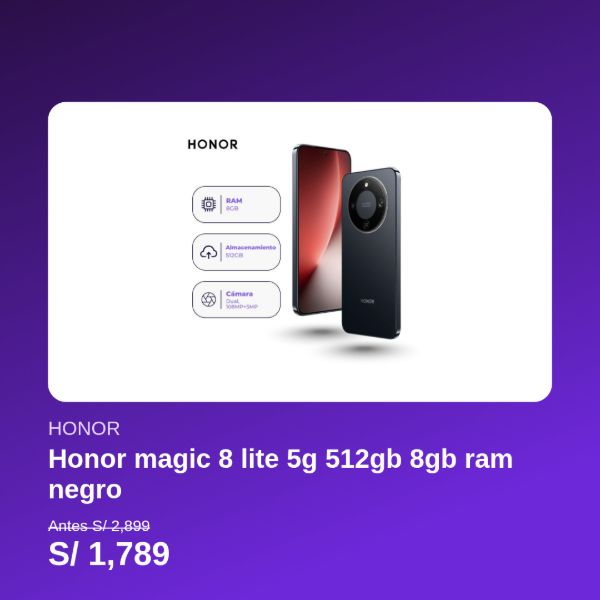 HONOR
RAM
8GB
Almacenamiento
512GB
Cámara
Dual,
108MP+5MP
HONOR
HONOR
Honor magic 8 lite 5g 512gb 8gb ram
negro
Antes S/ 2,899
S/ 1,789